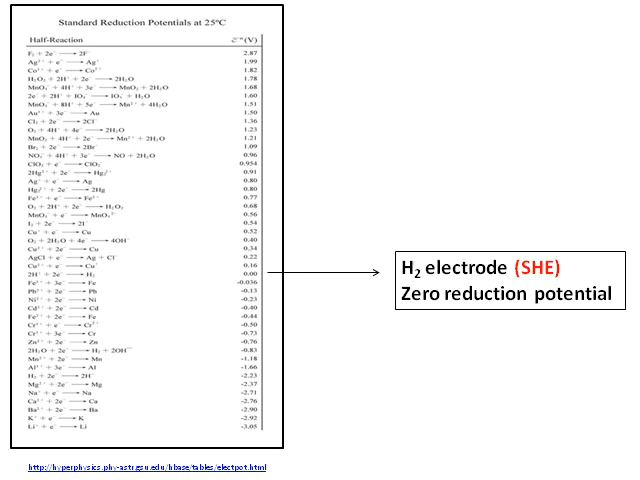 Standard Reduction Potentials at 25°C
Half-Reaction ℰ°(V)
F₂ + 2e⁻ → 2F⁻ 2.87
Ag²⁺ + e⁻ → Ag⁺ 1.99
Co³⁺ + e⁻ → Co²⁺ 1.82
H₂O₂ + 2H⁺ + 2e⁻ → 2H₂O 1.78
MnO₄⁻ + 4H⁺ + 3e⁻ → MnO₂ + 2H₂O 1.68
2e⁻ + 2H⁺ + IO₄⁻ → IO₃⁻ + H₂O 1.60
MnO₄⁻ + 8H⁺ + 5e⁻ → Mn²⁺ + 4H₂O 1.51
Au³⁺ + 3e⁻ → Au 1.50
Cl₂ + 2e⁻ → 2Cl⁻ 1.36
O₂ + 4H⁺ + 4e⁻ → 2H₂O 1.23
MnO₂ + 4H⁺ + 2e⁻ → Mn²⁺ + 2H₂O 1.21
Br₂ + 2e⁻ → 2Br⁻ 1.09
NO₃⁻ + 4H⁺ + 3e⁻ → NO + 2H₂O 0.96
ClO₂ + e⁻ → ClO₂⁻ 0.954
2Hg²⁺ + 2e⁻ → Hg₂²⁺ 0.91
Ag⁺ + e⁻ → Ag 0.80
Hg₂²⁺ + 2e⁻ → 2Hg 0.80
Fe³⁺ + e⁻ → Fe²⁺ 0.77
O₂ + 2H⁺ + 2e⁻ → H₂O₂ 0.68
MnO₄⁻ + e⁻ → MnO₄²⁻ 0.56
I₂ + 2e⁻ → 2I⁻ 0.54
Cu⁺ + e⁻ → Cu 0.52
O₂ + 2H₂O + 4e⁻ → 4OH⁻ 0.40
Cu²⁺ + 2e⁻ → Cu 0.34
AgCl + e⁻ → Ag + Cl⁻ 0.22
Cu²⁺ + e⁻ → Cu⁺ 0.16
2H⁺ + 2e⁻ → H₂ 0.00
Fe³⁺ + 3e⁻ → Fe -0.036
Pb²⁺ + 2e⁻ → Pb -0.13
Ni²⁺ + 2e⁻ → Ni -0.23
Cd²⁺ + 2e⁻ → Cd -0.40
Fe²⁺ + 2e⁻ → Fe -0.44
Cr³⁺ + e⁻ → Cr²⁺ -0.50
Cr³⁺ + 3e⁻ → Cr -0.73
Zn²⁺ + 2e⁻ → Zn -0.76
2H₂O + 2e⁻ → H₂ + 2OH⁻ -0.83
Mn²⁺ + 2e⁻ → Mn -1.18
Al³⁺ + 3e⁻ → Al -1.66
H₂ + 2e⁻ → 2H⁻ -2.23
Mg²⁺ + 2e⁻ → Mg -2.37
Na⁺ + e⁻ → Na -2.71
Ca²⁺ + 2e⁻ → Ca -2.76
Ba²⁺ + 2e⁻ → Ba -2.90
K⁺ + e⁻ → K -2.92
Li⁺ + e⁻ → Li -3.05
H₂ electrode (SHE)
Zero reduction potential
http://hyperphysics.phy-astr.gsu.edu/hbase/tables/electpot.html